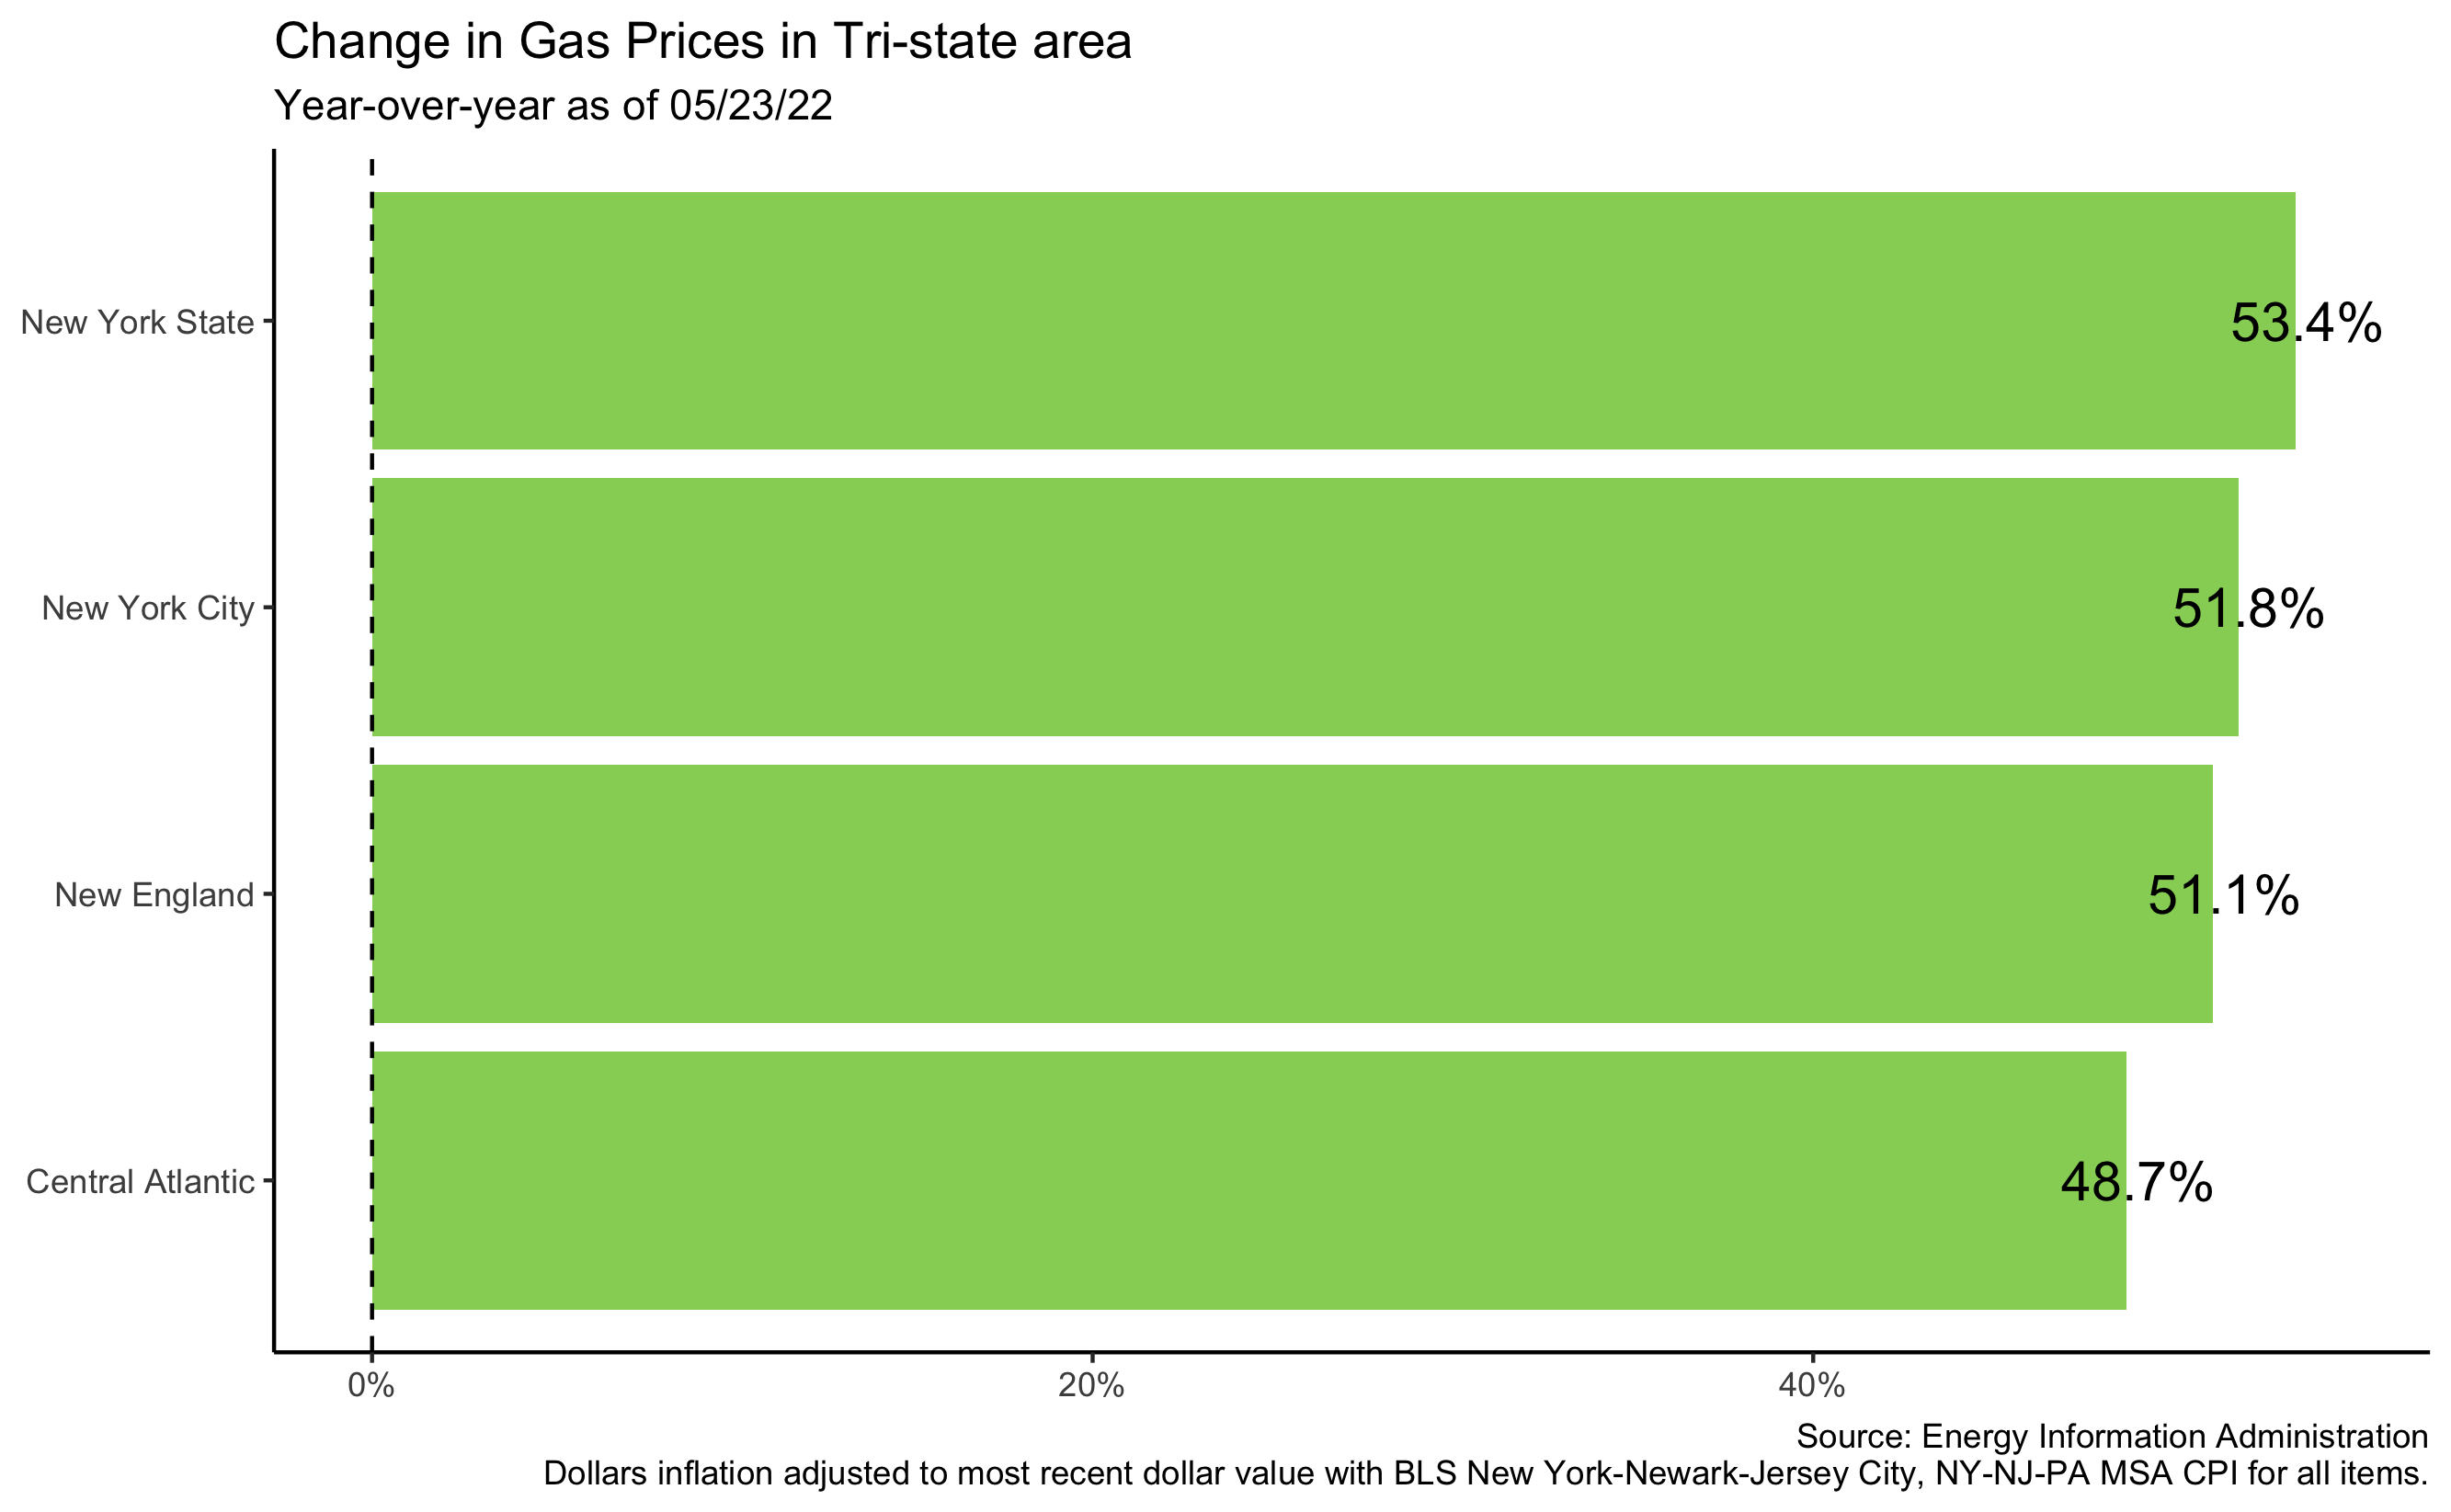 Change in Gas Prices in Tri-state area
Year-over-year as of 05/23/22
New York State
53.4%
New York City
51.8%
New England
51.1%
Central Atlantic
48.7%
0%
20%
40%
Source: Energy Information Administration
Dollars inflation adjusted to most recent dollar value with BLS New York-Newark-Jersey City, NY-NJ-PA MSA CPI for all items.